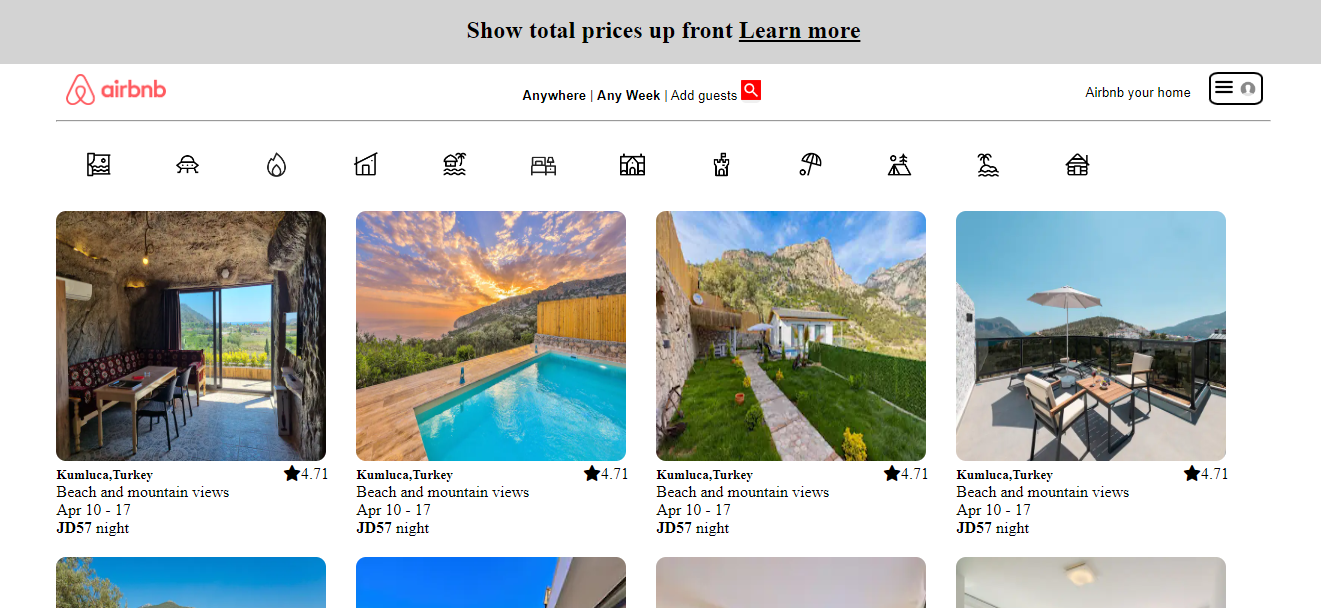 Show total prices up front Learn more
airbnb
Anywhere | Any Week | Add guests
Airbnb your home
Kumluca,Turkey 4.71
Beach and mountain views
Apr 10 - 17
JD57 night
Kumluca,Turkey 4.71
Beach and mountain views
Apr 10 - 17
JD57 night
Kumluca,Turkey 4.71
Beach and mountain views
Apr 10 - 17
JD57 night
Kumluca,Turkey 4.71
Beach and mountain views
Apr 10 - 17
JD57 night